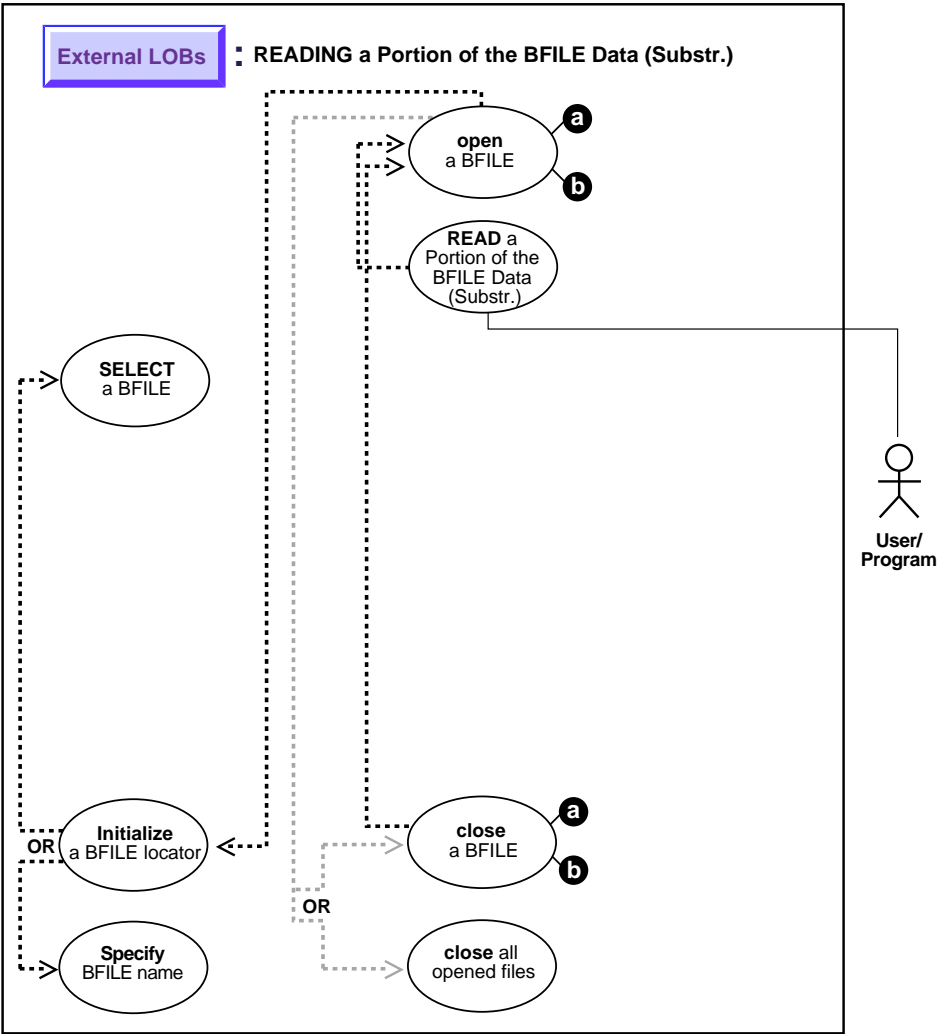 External LOBs : READING a Portion of the BFILE Data (Substr.)
open
a BFILE
a
b
READ a
Portion of the
BFILE Data
(Substr.)
SELECT
a BFILE
User/
Program
Initialize
a BFILE locator
OR
close
a BFILE
a
b
OR
Specify
BFILE name
close all
opened files